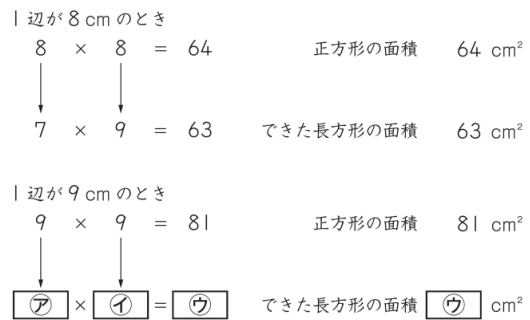 1辺が8cmのとき
8 × 8 = 64 正方形の面積 64 cm²
7 × 9 = 63 できた長方形の面積 63 cm²
1辺が9cmのとき
9 × 9 = 81 正方形の面積 81 cm²
㋐ × ㋑ = ㋒ できた長方形の面積 ㋒ cm²